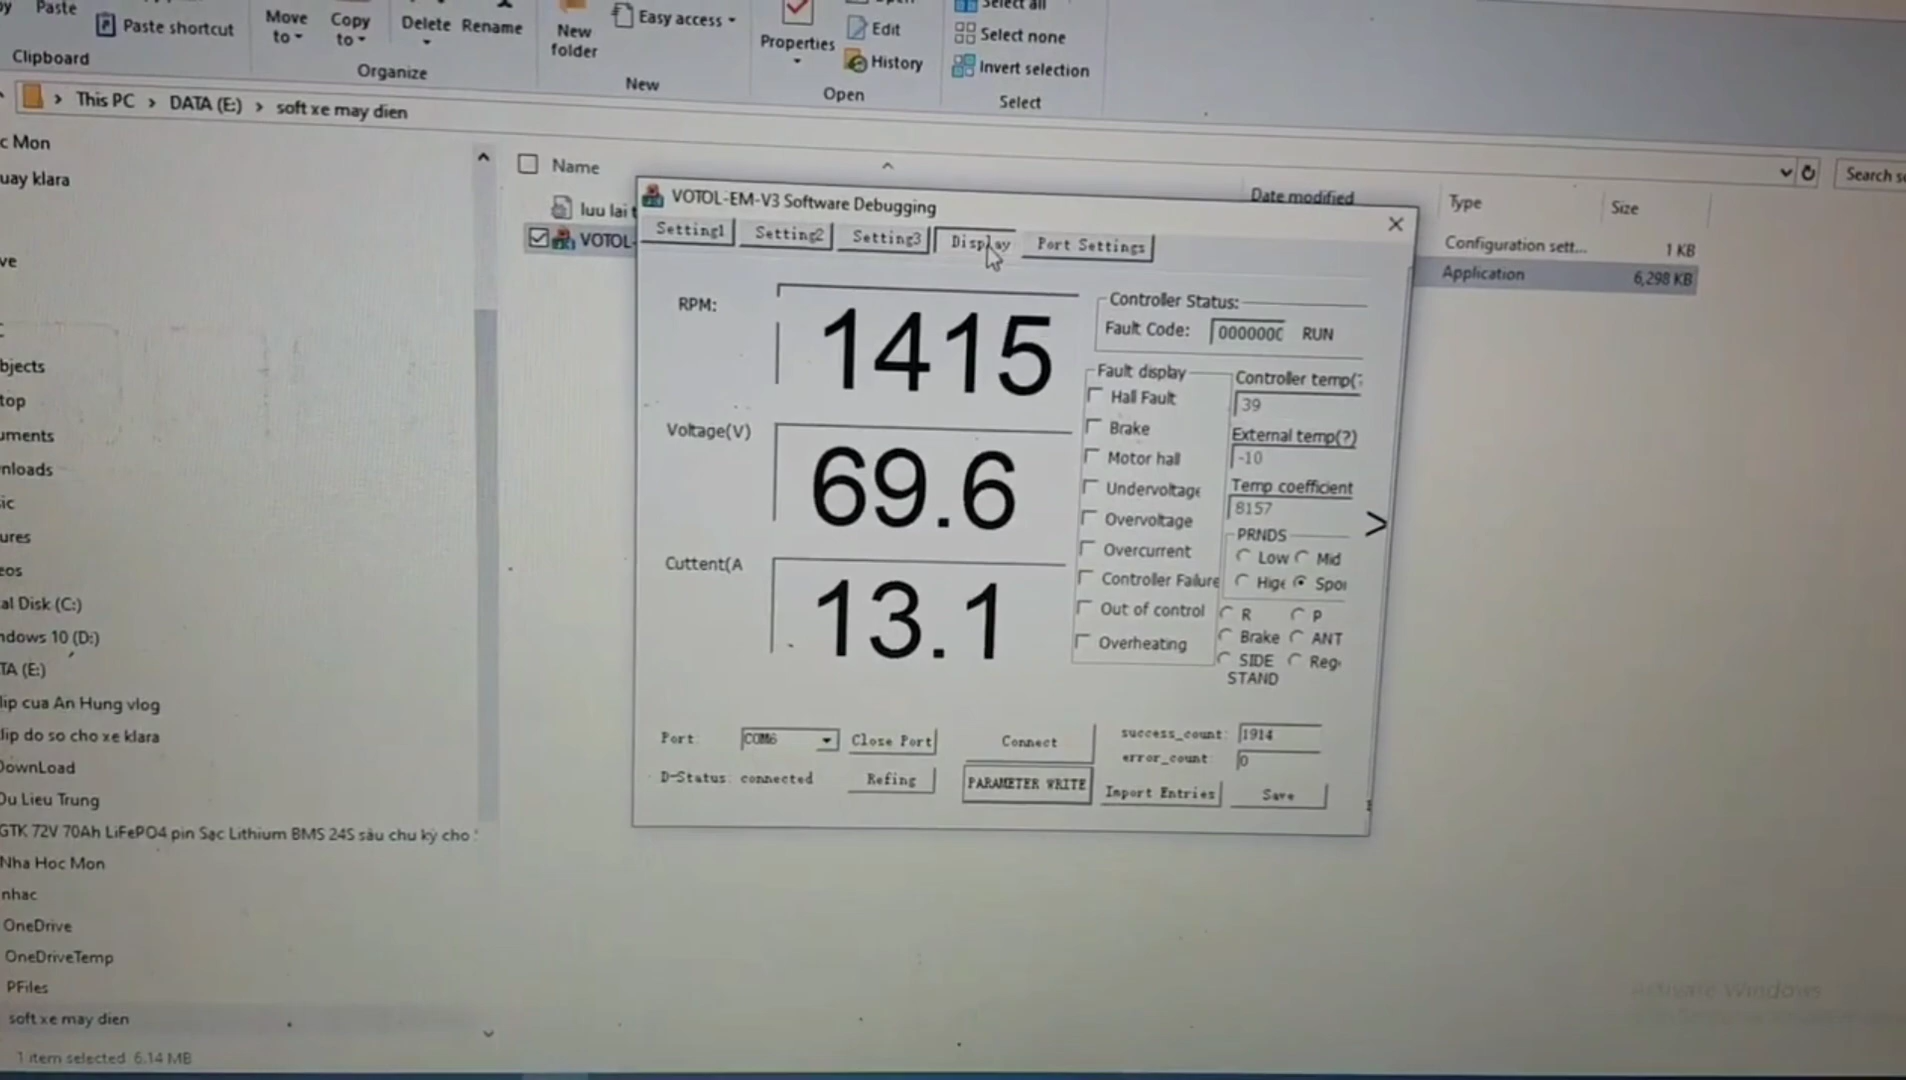 Paste
Paste shortcut
Clipboard
Move to
Copy to
Delete
Rename
Organize
New folder
Easy access
New
Properties
Edit
History
Open
Select all
Select none
Invert selection
Select
This PC > DATA (E:) > soft xe may dien
Search
c Mon
uay klara
ve
bjects
top
uments
wnloads
sic
ures
eos
al Disk (C:)
ndows 10 (D:)
TA (E:)
lip cua An Hung vlog
lip do so cho xe klara
DownLoad
Du Lieu Trung
GTK 72V 70Ah LiFePO4 pin Sạc Lithium BMS 24S sâu chu kỳ cho
Nha Hoc Mon
nhac
OneDrive
OneDriveTemp
PFiles
soft xe may dien
1 item selected 6.14 MB
Name
Date modified
Type
Size
luu lai t
Configuration sett... 1 KB
VOTOL-
Application 6,298 KB
VOTOL-EM-V3 Software Debugging
Setting1 Setting2 Setting3 Display Port Settings
RPM: 1415
Voltage(V) 69.6
Cuttent(A 13.1
Controller Status:
Fault Code: 000000C RUN
Fault display
Hall Fault
Brake
Motor hall
Undervoltage
Overvoltage
Overcurrent
Controller Failure
Out of control
Overheating
Controller temp(?
39
External temp(?)
-10
Temp coefficient
8157
PRNDS
Low Mid
Hige Spor
R P
Brake ANT
SIDE STAND Reg
>
Port: COM6 Close Port Connect
D-Status: connected Refing PARAMETER WRITE
success_count: 1914
error_count: 0
Import Entries Save
Activate Windows